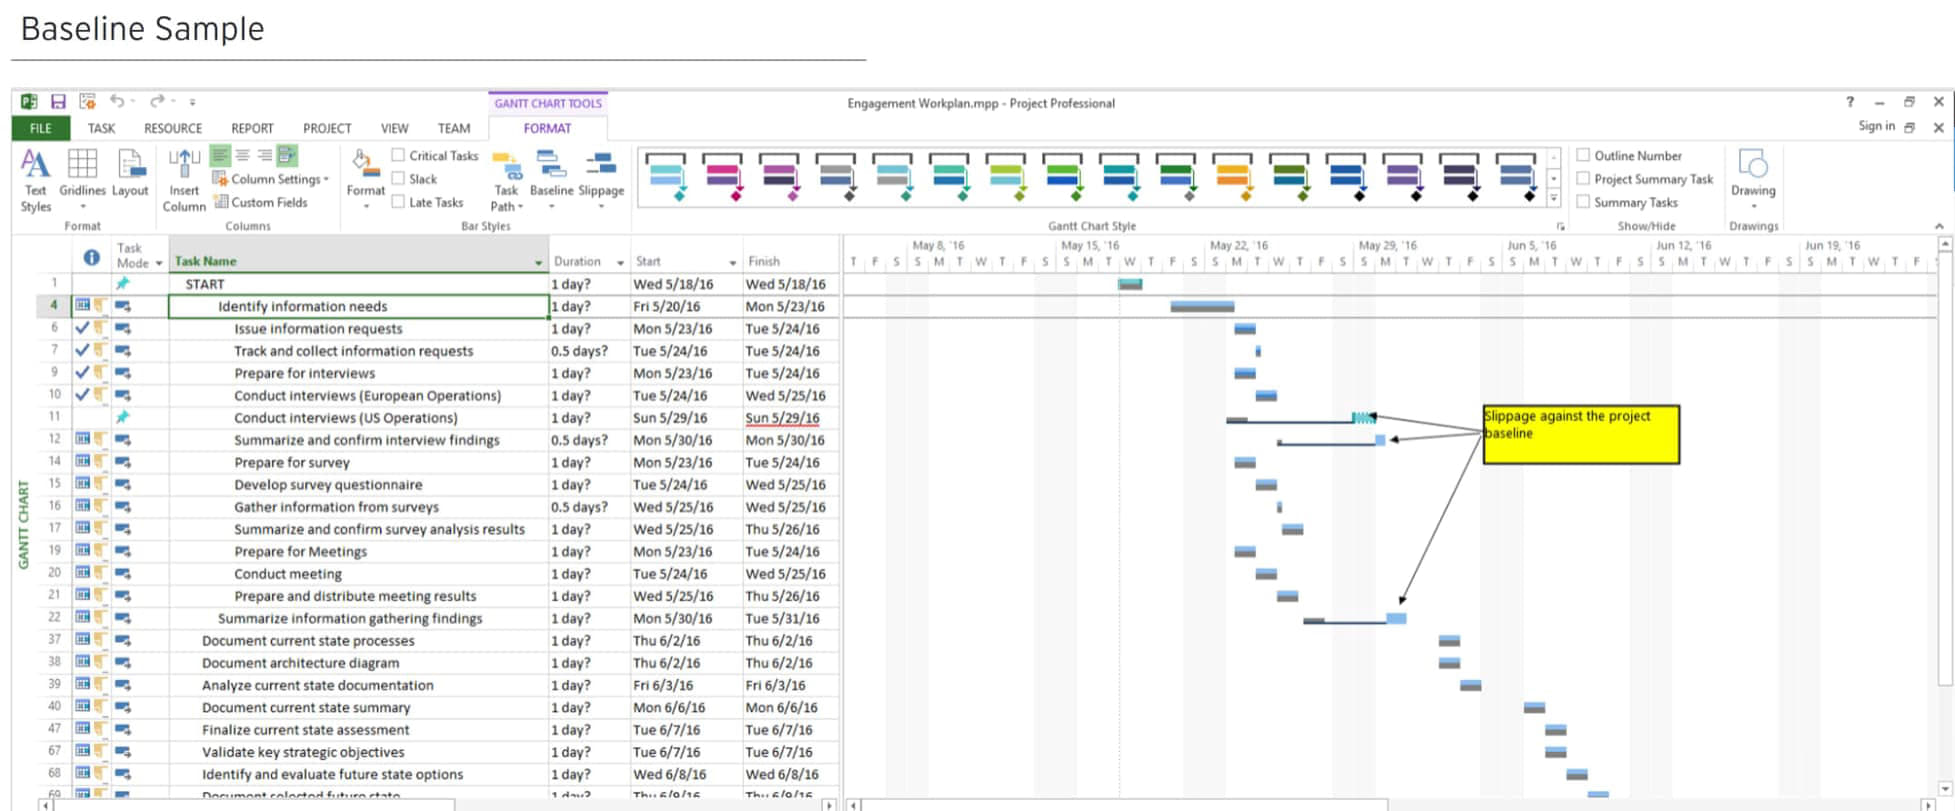 Baseline Sample
GANTT CHART TOOLS
Engagement Workplan.mpp - Project Professional
?
FILE TASK RESOURCE REPORT PROJECT VIEW TEAM FORMAT
Sign in
Text Styles
Gridlines
Layout
Format
Insert Column
Column Settings
Custom Fields
Columns
Format
Critical Tasks
Slack
Late Tasks
Task Path
Baseline
Slippage
Bar Styles
Gantt Chart Style
Outline Number
Project Summary Task
Summary Tasks
Show/Hide
Drawing
Drawings
Task Mode Task Name Duration Start Finish
May 8, '16 May 15, '16 May 22, '16 May 29, '16 Jun 5, '16 Jun 12, '16 Jun 19, '16
T F S S M T W T F S S M T W T F S S M T W T F S S M T W T F S S M T W T F S S M T W T F S S M T W T F
1 START 1 day? Wed 5/18/16 Wed 5/18/16
4 Identify information needs 1 day? Fri 5/20/16 Mon 5/23/16
6 Issue information requests 1 day? Mon 5/23/16 Tue 5/24/16
7 Track and collect information requests 0.5 days? Tue 5/24/16 Tue 5/24/16
9 Prepare for interviews 1 day? Mon 5/23/16 Tue 5/24/16
10 Conduct interviews (European Operations) 1 day? Tue 5/24/16 Wed 5/25/16
11 Conduct interviews (US Operations) 1 day? Sun 5/29/16 Sun 5/29/16
12 Summarize and confirm interview findings 0.5 days? Mon 5/30/16 Mon 5/30/16
14 Prepare for survey 1 day? Mon 5/23/16 Tue 5/24/16
15 Develop survey questionnaire 1 day? Tue 5/24/16 Wed 5/25/16
16 Gather information from surveys 0.5 days? Wed 5/25/16 Wed 5/25/16
17 Summarize and confirm survey analysis results 1 day? Wed 5/25/16 Thu 5/26/16
19 Prepare for Meetings 1 day? Mon 5/23/16 Tue 5/24/16
20 Conduct meeting 1 day? Tue 5/24/16 Wed 5/25/16
21 Prepare and distribute meeting results 1 day? Wed 5/25/16 Thu 5/26/16
22 Summarize information gathering findings 1 day? Mon 5/30/16 Tue 5/31/16
37 Document current state processes 1 day? Thu 6/2/16 Thu 6/2/16
38 Document architecture diagram 1 day? Thu 6/2/16 Thu 6/2/16
39 Analyze current state documentation 1 day? Fri 6/3/16 Fri 6/3/16
40 Document current state summary 1 day? Mon 6/6/16 Mon 6/6/16
47 Finalize current state assessment 1 day? Tue 6/7/16 Tue 6/7/16
67 Validate key strategic objectives 1 day? Tue 6/7/16 Tue 6/7/16
68 Identify and evaluate future state options 1 day? Wed 6/8/16 Wed 6/8/16
69 Document selected future state 1 day? Thu 6/9/16 Thu 6/9/16
Slippage against the project
baseline
GANTT CHART